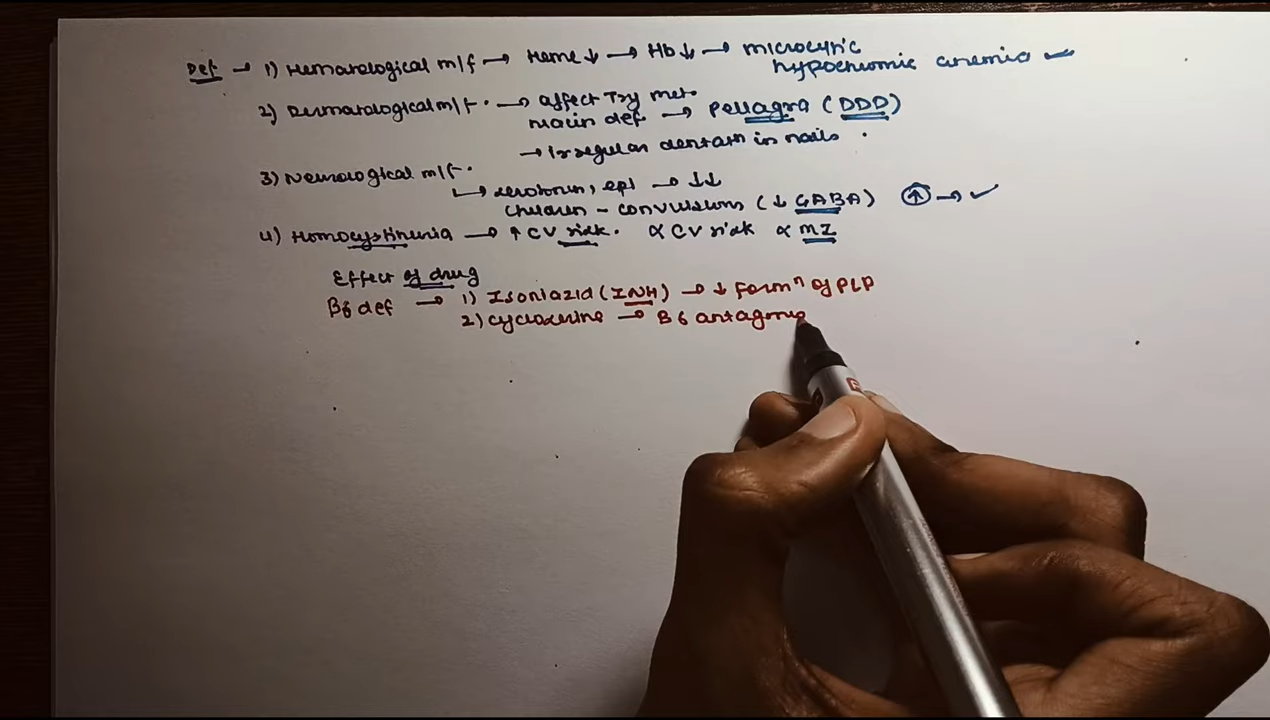 Def → 1) Hematological m/f → Heme ↓ → Hb ↓ → microcytic
hypochromic anemia ✓
2) Dermatological m/f. → affect Try met.
niacin def → Pellagra (DDD)
→ Irregular dentatn in nails
3) Neurological m/f.
↳ serotonin, epi → ↓↓
children - convulsions (↓ GABA) ↑ → ✓
4) Homocystinuria → ↑ CV risk. ∝ CV risk ∝ MI
Effect of drug
B6 def → 1) Isoniazid (INH) → ↓ formⁿ of PLP
2) cycloserine → B6 antagonis